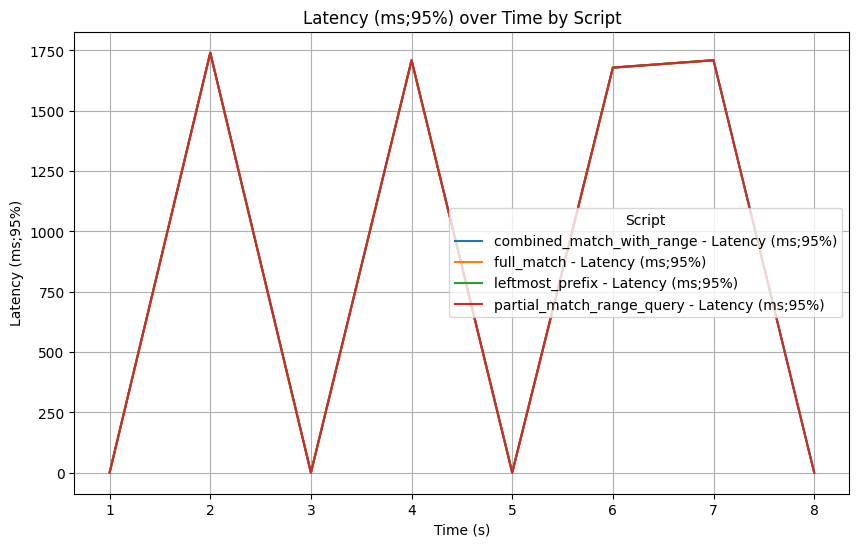 Latency (ms;95%) over Time by Script
Latency (ms;95%)
1750
1500
1250
1000
750
500
250
0
Script
combined_match_with_range - Latency (ms;95%)
full_match - Latency (ms;95%)
leftmost_prefix - Latency (ms;95%)
partial_match_range_query - Latency (ms;95%)
1 2 3 4 5 6 7 8
Time (s)